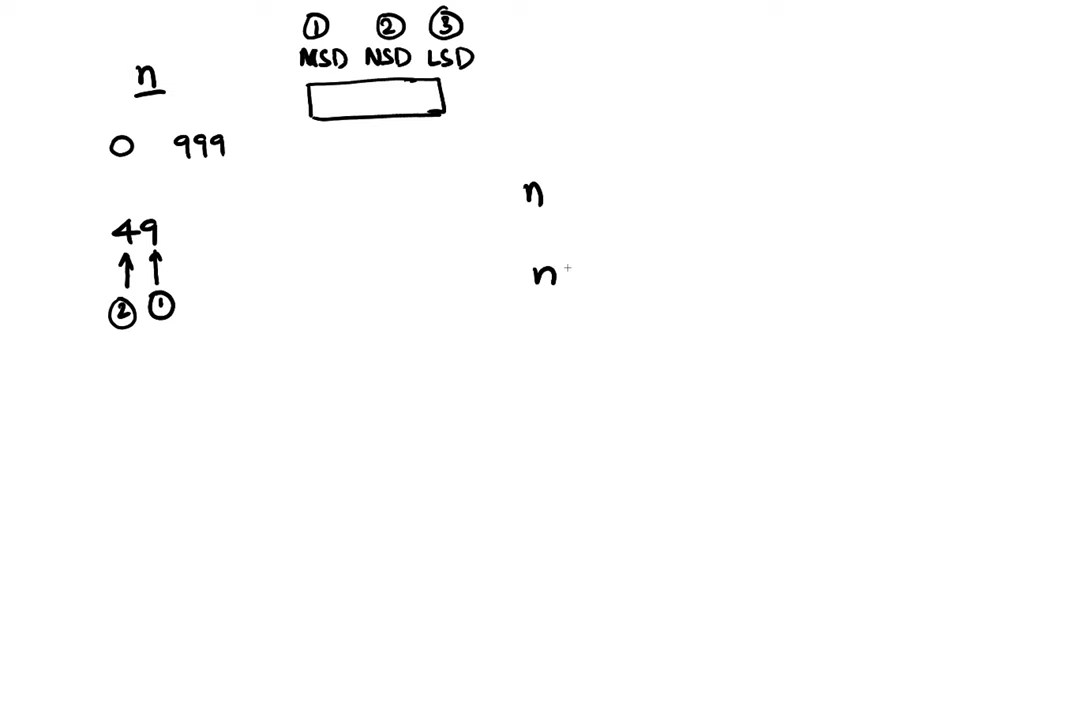 ① ② ③
MSD NSD LSD
n
0 999
n
49
n
② ①